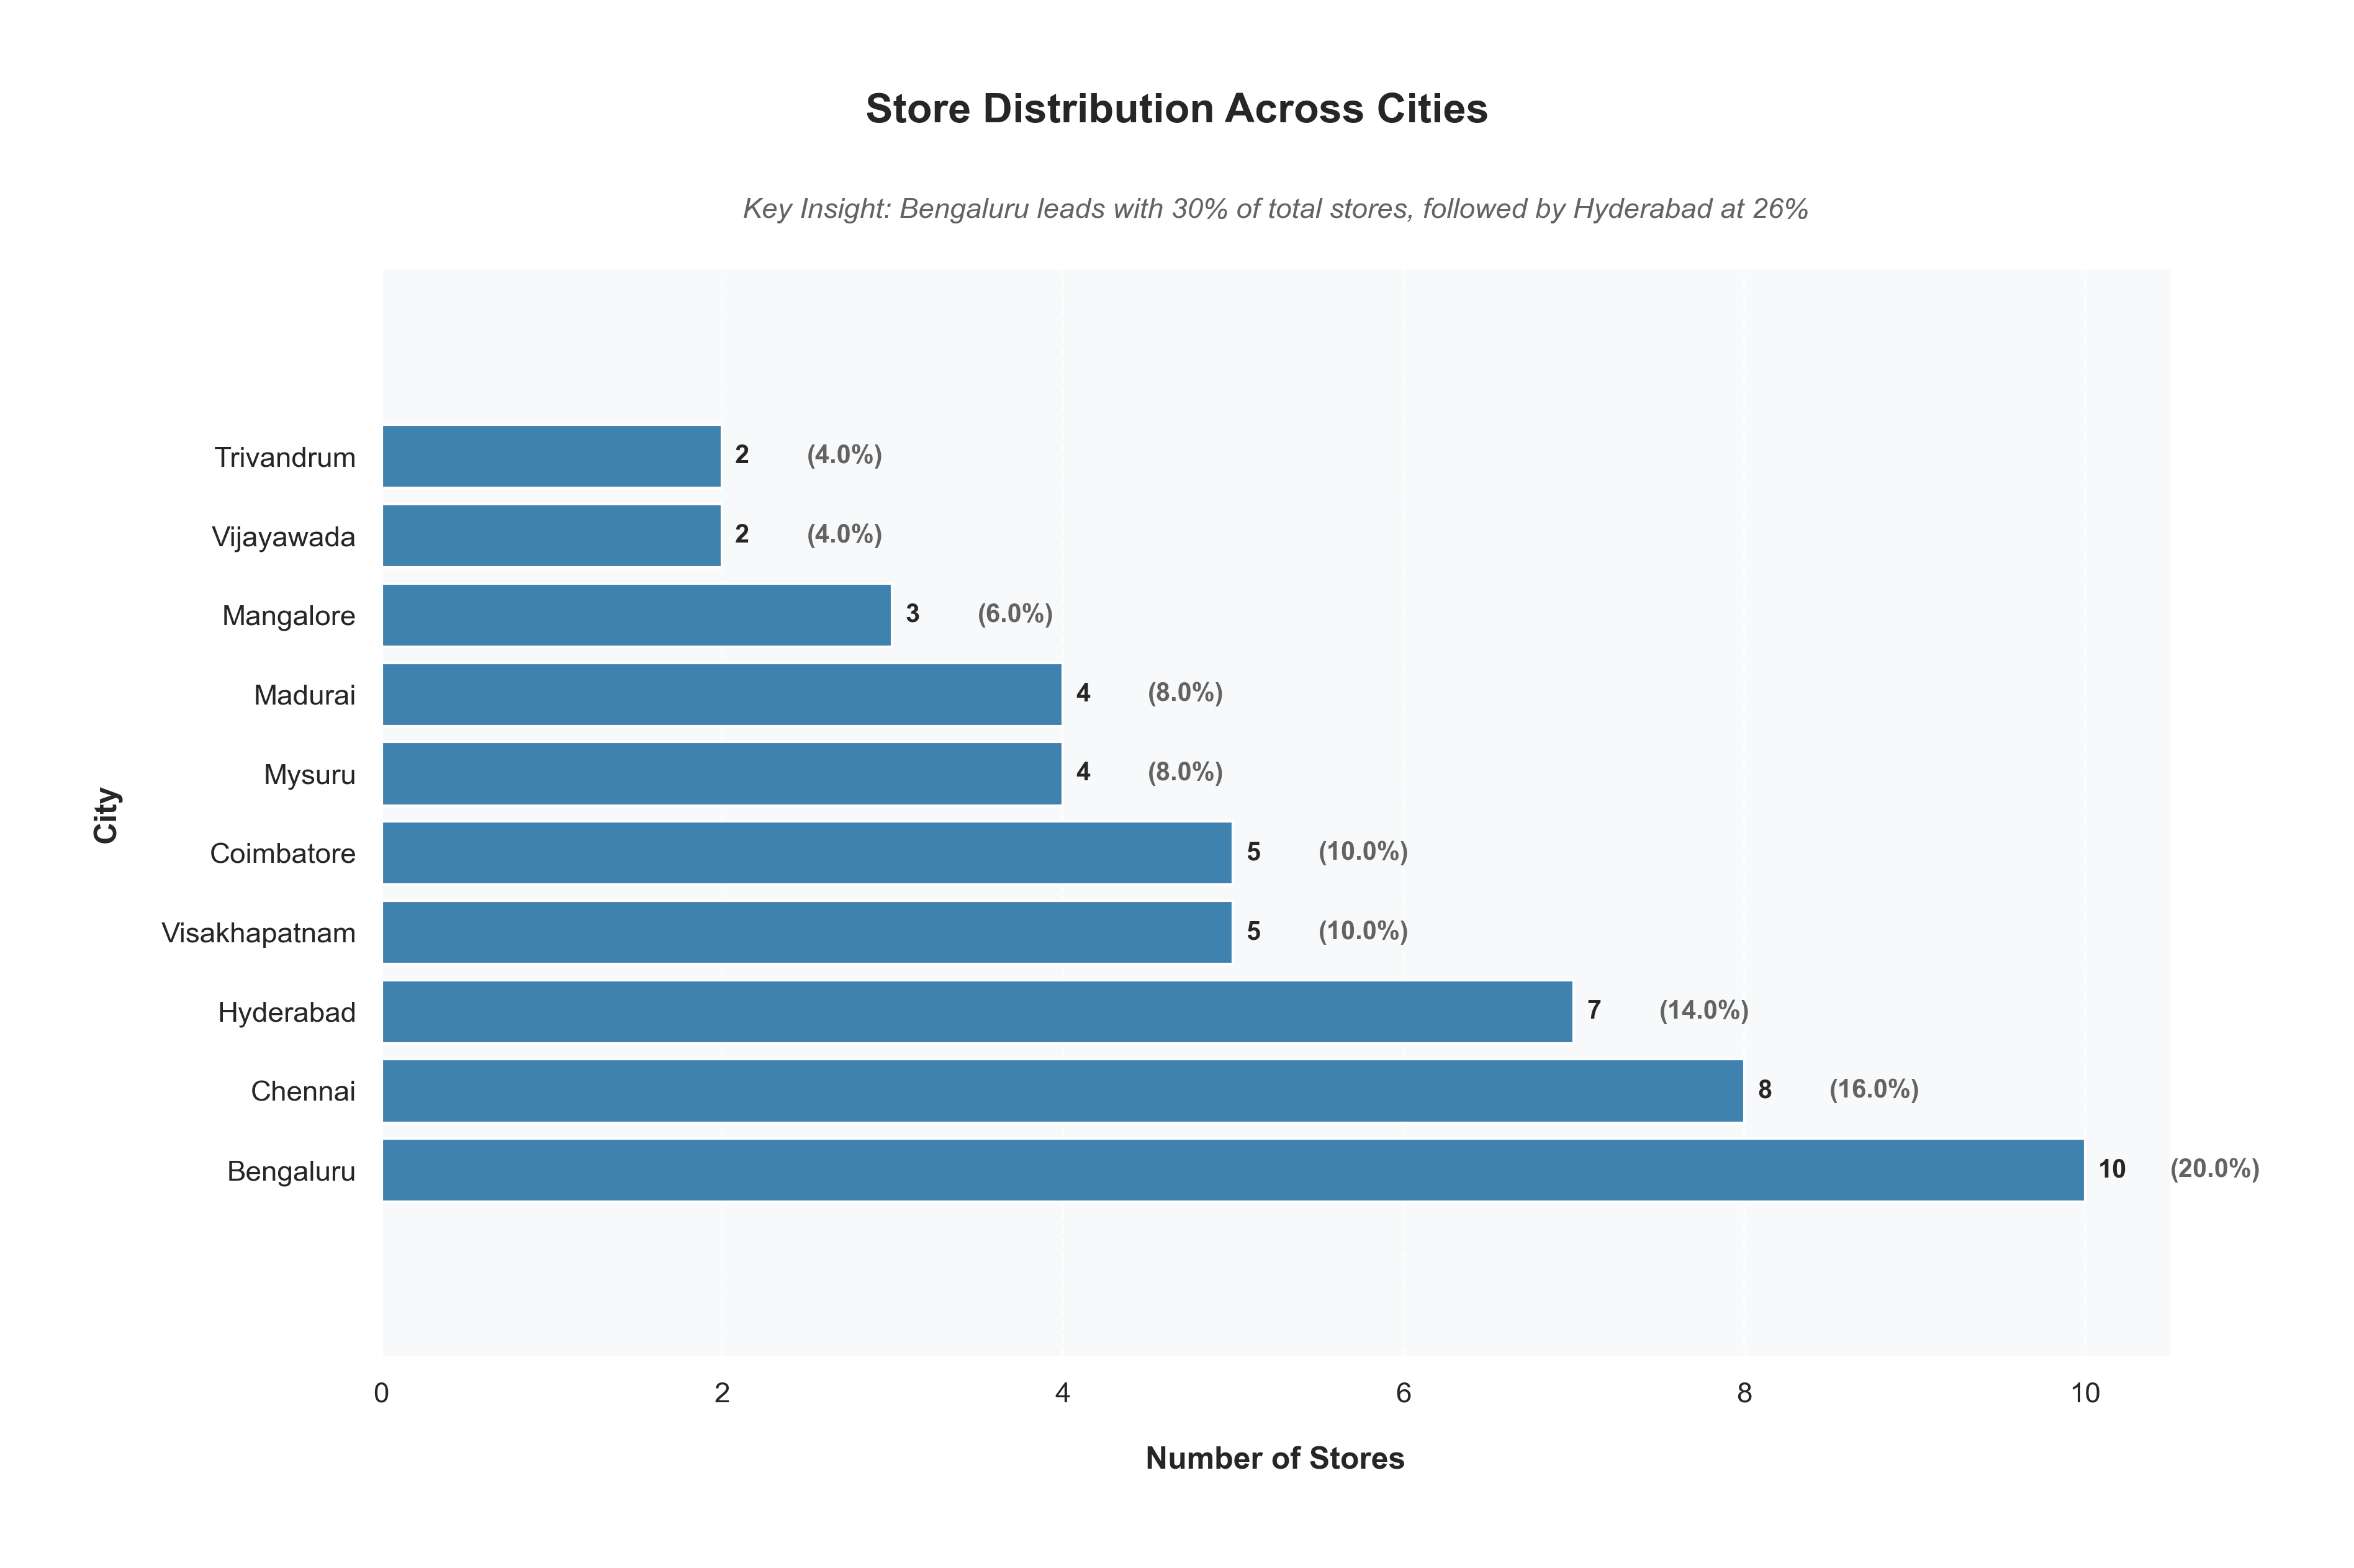 Store Distribution Across Cities
Key Insight: Bengaluru leads with 30% of total stores, followed by Hyderabad at 26%
City
Trivandrum 2 (4.0%)
Vijayawada 2 (4.0%)
Mangalore 3 (6.0%)
Madurai 4 (8.0%)
Mysuru 4 (8.0%)
Coimbatore 5 (10.0%)
Visakhapatnam 5 (10.0%)
Hyderabad 7 (14.0%)
Chennai 8 (16.0%)
Bengaluru 10 (20.0%)
0 2 4 6 8 10
Number of Stores